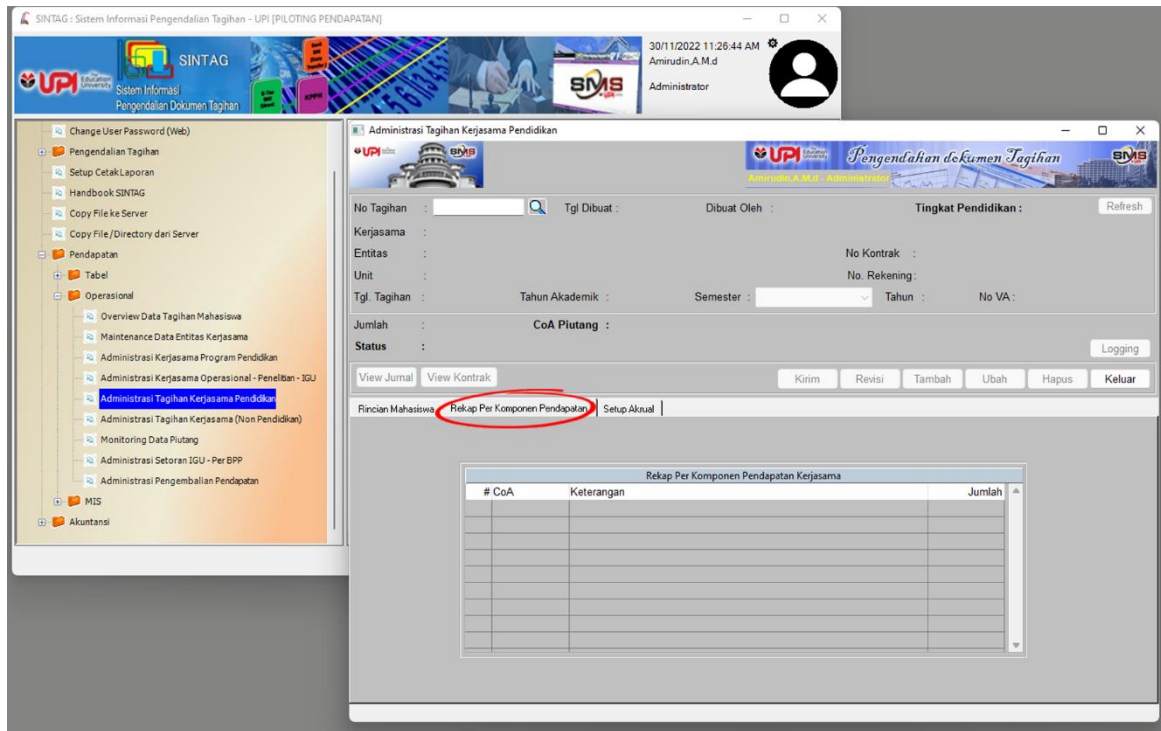 SINTAG : Sistem Informasi Pengendalian Tagihan - UPI [PILOTING PENDAPATAN]
UPI Education University
SINTAG
Sistem Informasi
Pengendalian Dokumen Tagihan
SMS
30/11/2022 11:26:44 AM
Amirudin,A.M.d
Administrator
Change User Password (Web)
Pengendalian Tagihan
Setup Cetak Laporan
Handbook SINTAG
Copy File ke Server
Copy File/Directory dari Server
Pendapatan
Tabel
Operasional
Overview Data Tagihan Mahasiswa
Maintenance Data Entitas Kerjasama
Administrasi Kerjasama Program Pendidikan
Administrasi Kerjasama Operasional - Penelitian - IGU
Administrasi Tagihan Kerjasama Pendidikan
Administrasi Tagihan Kerjasama (Non Pendidikan)
Monitoring Data Piutang
Administrasi Setoran IGU - Per BPP
Administrasi Pengembalian Pendapatan
MIS
Akuntansi
Administrasi Tagihan Kerjasama Pendidikan
UPI SMS UPI Pengendalian dokumen Tagihan SMS
Amirudin,A.M.d - Administrator
No Tagihan : Tgl Dibuat : Dibuat Oleh : Tingkat Pendidikan : Refresh
Kerjasama :
Entitas : No Kontrak :
Unit : No. Rekening :
Tgl. Tagihan : Tahun Akademik : Semester : Tahun : No VA :
Jumlah : CoA Piutang :
Status : Logging
View Jurnal View Kontrak Kirim Revisi Tambah Ubah Hapus Keluar
Rincian Mahasiswa Rekap Per Komponen Pendapatan Setup Akrual
Rekap Per Komponen Pendapatan Kerjasama
# CoA Keterangan Jumlah